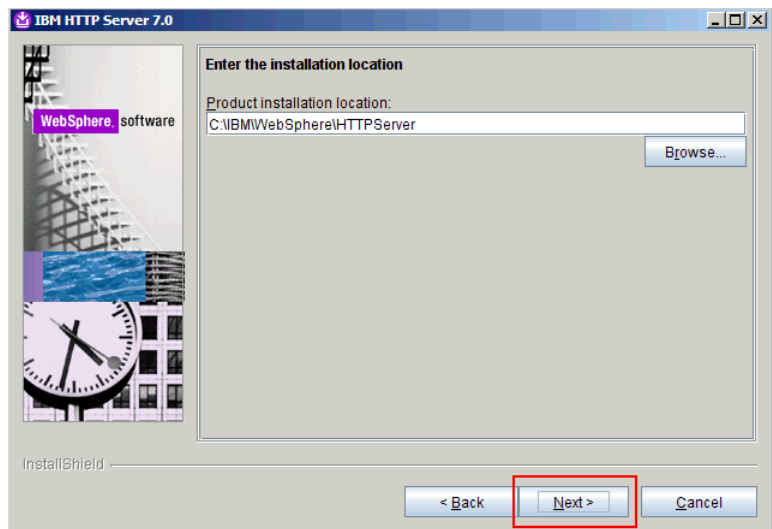 IBM HTTP Server 7.0
Enter the installation location
WebSphere. software
Product installation location:
C:\IBM\WebSphere\HTTPServer
Browse...
InstallShield
< Back
Next >
Cancel